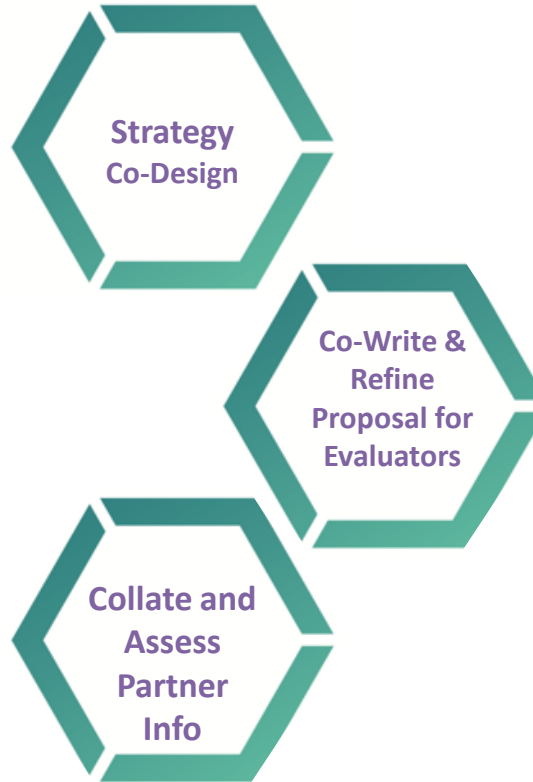 Strategy
Co-Design
Co-Write &
Refine
Proposal for
Evaluators
Collate and
Assess
Partner
Info